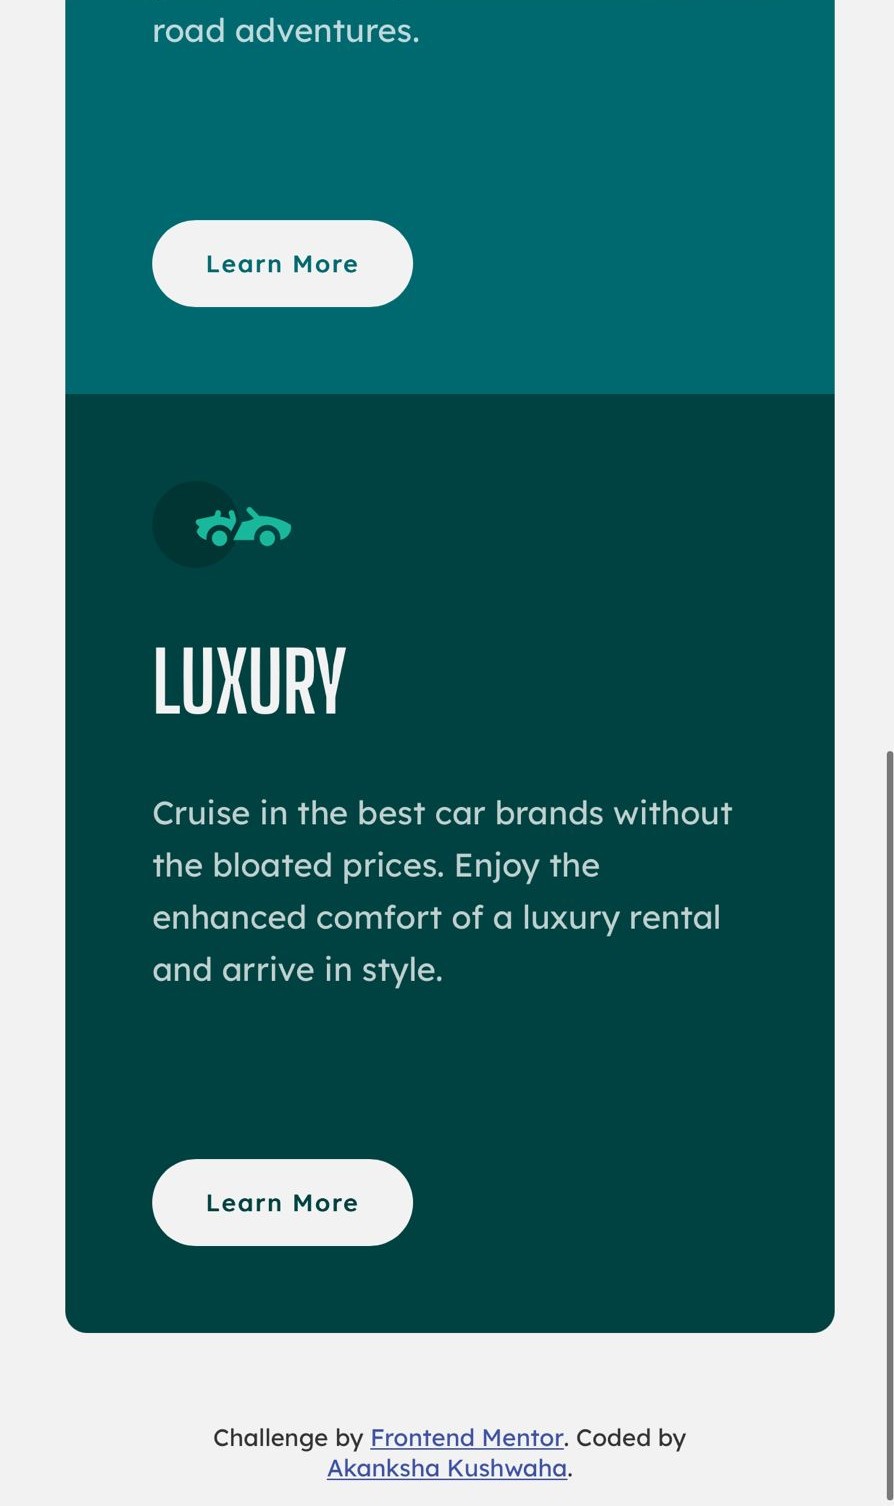 road adventures.
Learn More
LUXURY
Cruise in the best car brands without
the bloated prices. Enjoy the
enhanced comfort of a luxury rental
and arrive in style.
Learn More
Challenge by Frontend Mentor. Coded by
Akanksha Kushwaha.